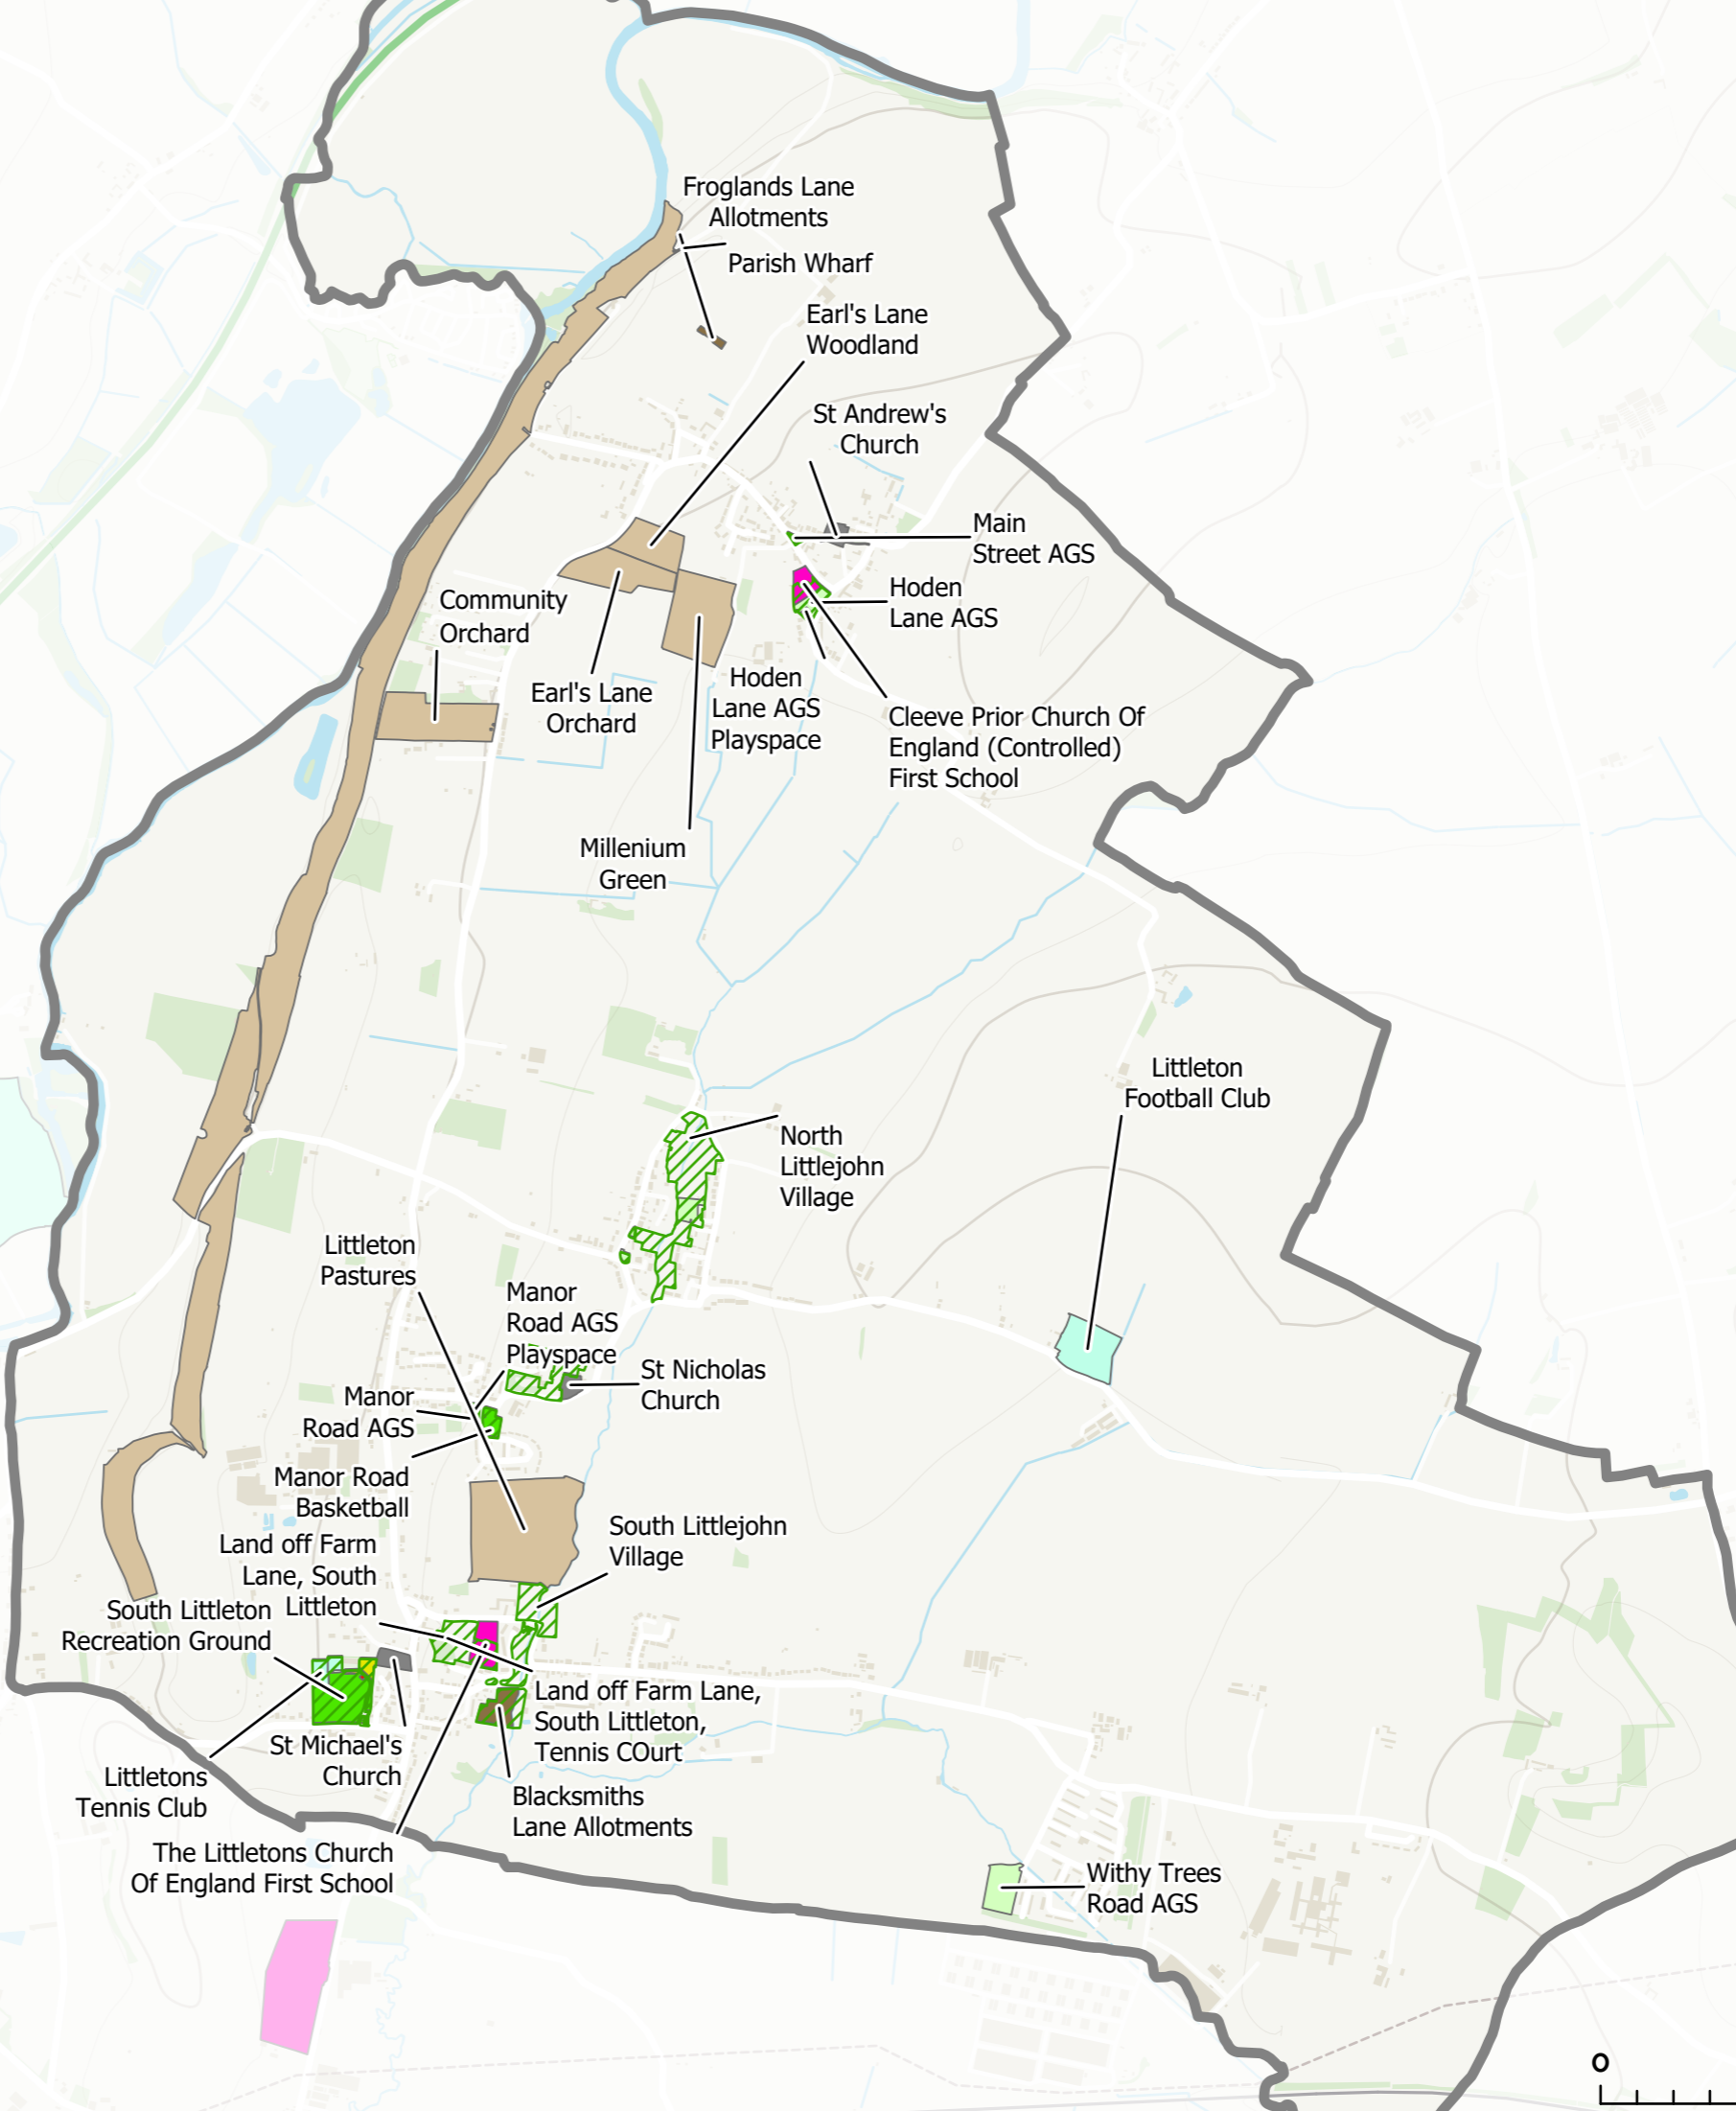 Froglands Lane
Allotments
Parish Wharf
Earl's Lane
Woodland
St Andrew's
Church
Main
Street AGS
Hoden
Lane AGS
Community
Orchard
Earl's Lane
Orchard
Hoden
Lane AGS
Playspace
Cleeve Prior Church Of
England (Controlled)
First School
Millenium
Green
Littleton
Football Club
North
Littlejohn
Village
Littleton
Pastures
Manor
Road AGS
Playspace
St Nicholas
Church
Manor
Road AGS
Manor Road
Basketball
South Littlejohn
Village
Land off Farm
Lane, South
Littleton
South Littleton
Recreation Ground
Land off Farm Lane,
South Littleton,
Tennis COurt
St Michael's
Church
Littletons
Tennis Club
Blacksmiths
Lane Allotments
The Littletons Church
Of England First School
Withy Trees
Road AGS
0